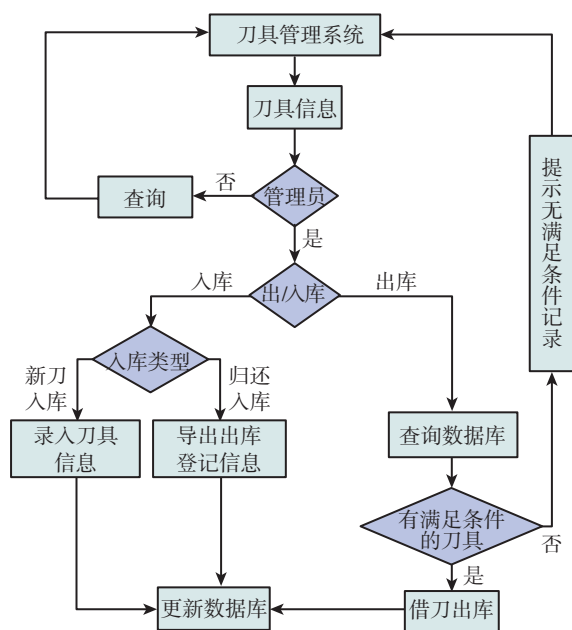 刀具管理系统
刀具信息
查询
否
管理员
是
提示无满足条件记录
入库
出/入库
出库
入库类型
新刀
入库
归还
入库
录入刀具
信息
导出出库
登记信息
查询数据库
有满足条件
的刀具
否
是
更新数据库
借刀出库